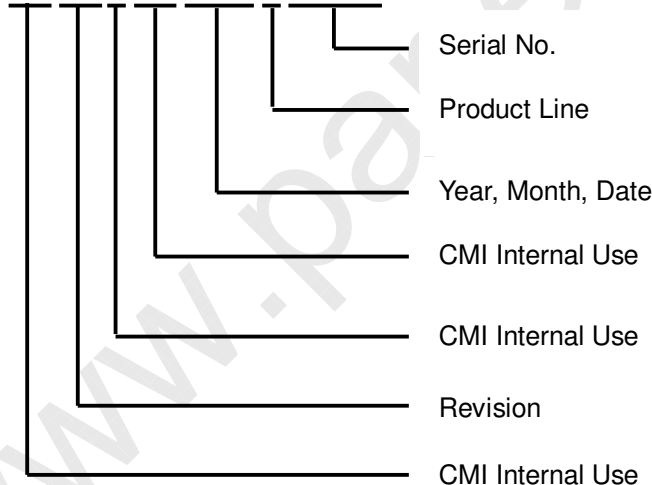 Serial No.
Product Line
Year, Month, Date
CMI Internal Use
CMI Internal Use
Revision
CMI Internal Use